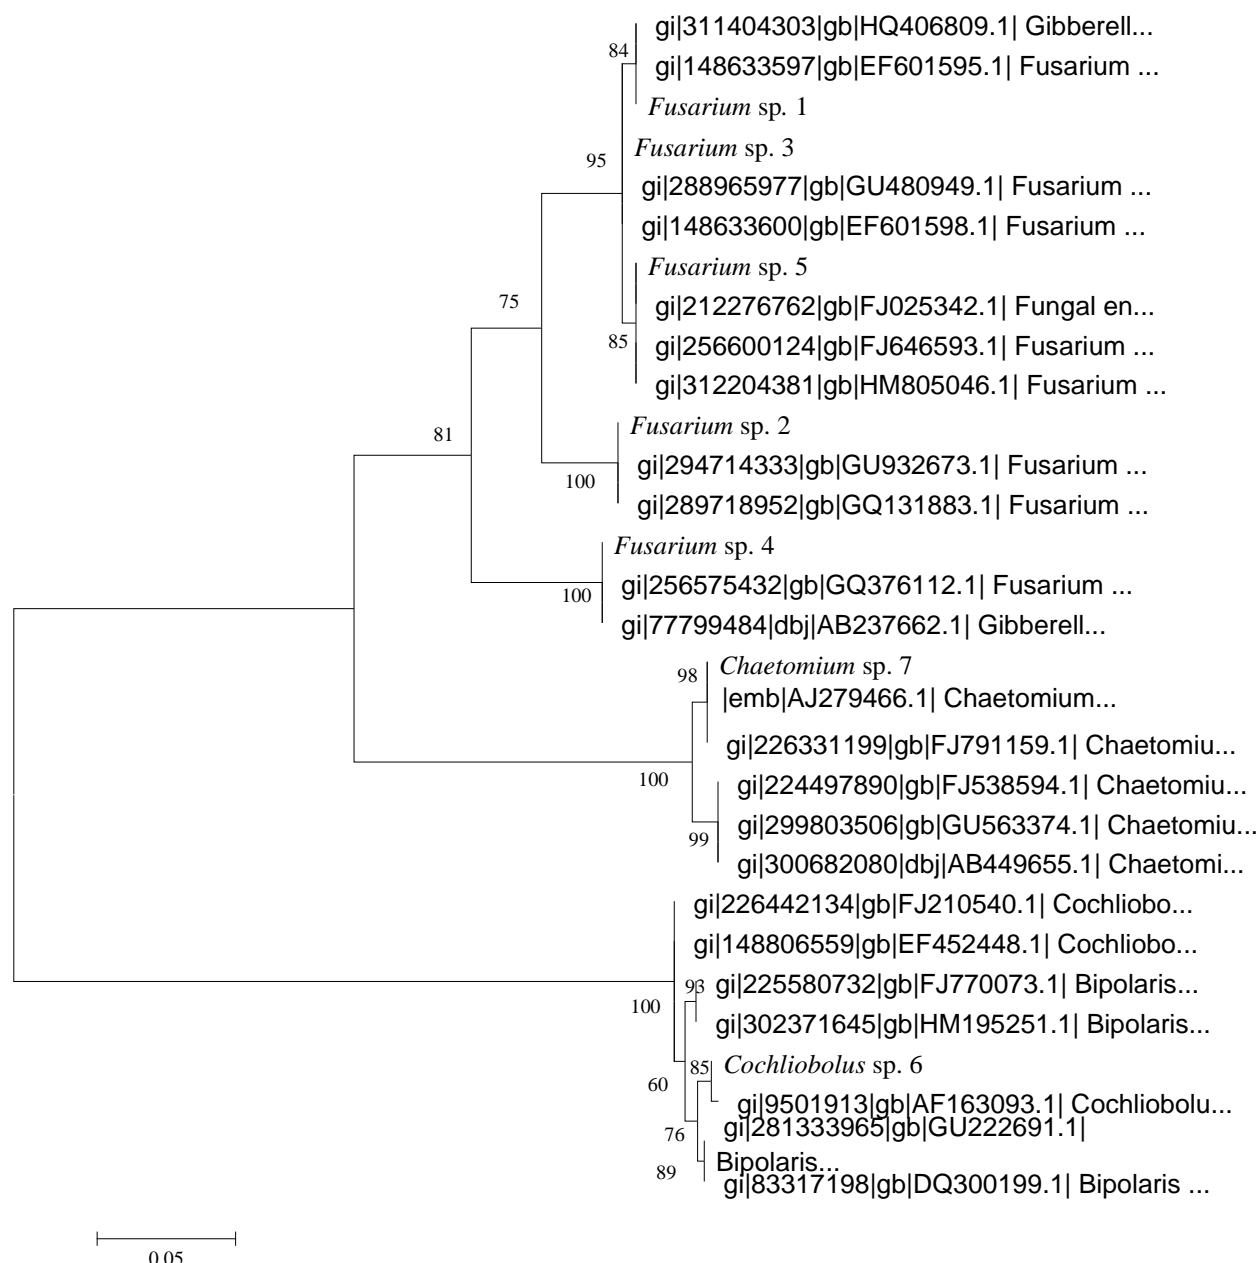 gi|311404303|gb|HQ406809.1| Gibberell...
84
gi|148633597|gb|EF601595.1| Fusarium ...
Fusarium sp. 1
Fusarium sp. 3
95
gi|288965977|gb|GU480949.1| Fusarium ...
gi|148633600|gb|EF601598.1| Fusarium ...
Fusarium sp. 5
75
gi|212276762|gb|FJ025342.1| Fungal en...
85
gi|256600124|gb|FJ646593.1| Fusarium ...
gi|312204381|gb|HM805046.1| Fusarium ...
Fusarium sp. 2
81
gi|294714333|gb|GU932673.1| Fusarium ...
100
gi|289718952|gb|GQ131883.1| Fusarium ...
Fusarium sp. 4
gi|256575432|gb|GQ376112.1| Fusarium ...
100
gi|77799484|dbj|AB237662.1| Gibberell...
Chaetomium sp. 7
98
|emb|AJ279466.1| Chaetomium...
gi|226331199|gb|FJ791159.1| Chaetomiu...
100
gi|224497890|gb|FJ538594.1| Chaetomiu...
gi|299803506|gb|GU563374.1| Chaetomiu...
99
gi|300682080|dbj|AB449655.1| Chaetomi...
gi|226442134|gb|FJ210540.1| Cochliobo...
gi|148806559|gb|EF452448.1| Cochliobo...
93
gi|225580732|gb|FJ770073.1| Bipolaris...
100
gi|302371645|gb|HM195251.1| Bipolaris...
Cochliobolus sp. 6
85
60
gi|9501913|gb|AF163093.1| Cochliobolu...
gi|281333965|gb|GU222691.1|
76
Bipolaris...
89
gi|83317198|gb|DQ300199.1| Bipolaris ...
0.05